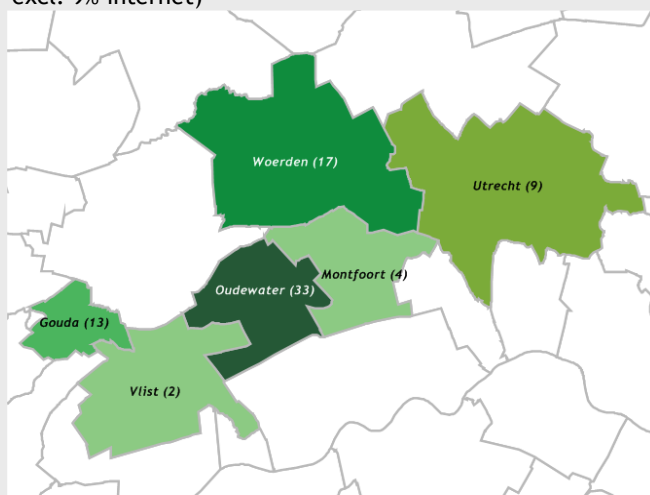 excl. 9% internet)
Woerden (17)
Utrecht (9)
Montfoort (4)
Oudewater (33)
Gouda (13)
Vlist (2)